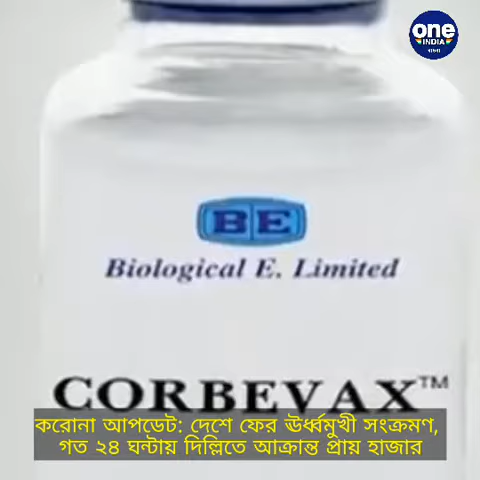 one
INDIA
বাংলা
BE
Biological E. Limited
CORBEVAX™
করোনা আপডেট: দেশে ফের ঊর্ধ্বমুখী সংক্রমণ,
গত ২৪ ঘন্টায় দিল্লিতে আক্রান্ত প্রায় হাজার